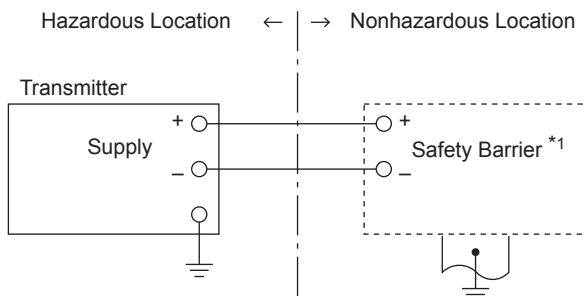 Hazardous Location ← → Nonhazardous Location
Transmitter
+ +
Supply Safety Barrier *1
– –